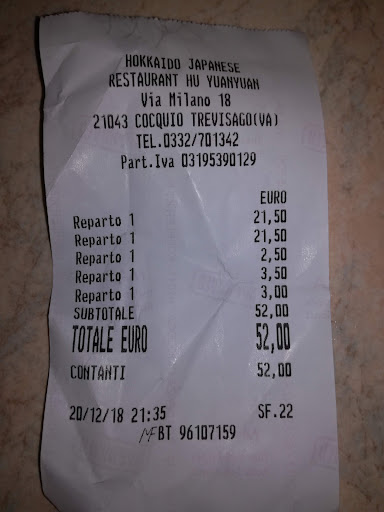 HOKKAIDO JAPANESE
RESTAURANT HU YUANYUAN
Via Milano 18
21043 COCQUIO TREVISAGO(VA)
TEL.0332/701342
Part.Iva 03195390129
EURO
Reparto 1 21,50
Reparto 1 21,50
Reparto 1 2,50
Reparto 1 3,50
Reparto 1 3,00
SUBTOTALE 52,00
TOTALE EURO 52,00
CONTANTI 52,00
20/12/18 21:35 SF.22
MF BT 96107159